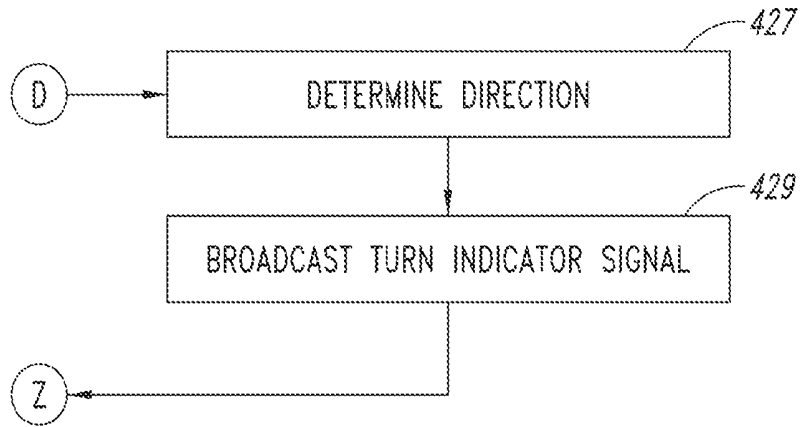 427
D
DETERMINE DIRECTION
429
BROADCAST TURN INDICATOR SIGNAL
Z